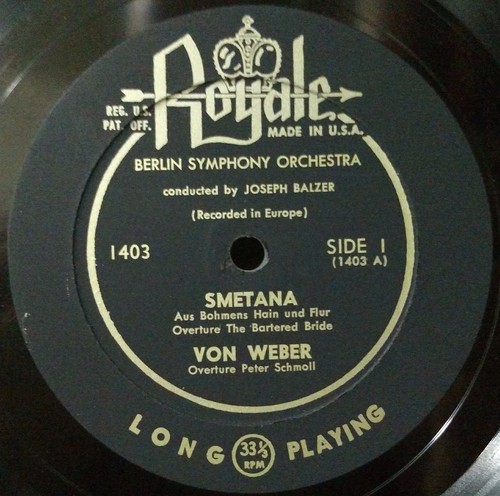 Royale
REG. U.S.
PAT. OFF.
MADE IN U.S.A.
BERLIN SYMPHONY ORCHESTRA
conducted by JOSEPH BALZER
(Recorded in Europe)
1403
SIDE 1
(1403 A)
SMETANA
Aus Bohmens Hain und Flur
Overture The Bartered Bride
VON WEBER
Overture Peter Schmoll
LONG 33⅓ RPM PLAYING